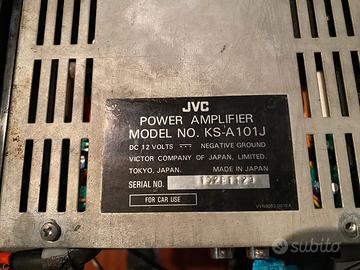 JVC
POWER AMPLIFIER
MODEL NO. KS-A101J
DC 12 VOLTS NEGATIVE GROUND
VICTOR COMPANY OF JAPAN, LIMITED.
TOKYO, JAPAN. MADE IN JAPAN
SERIAL NO.
FOR CAR USE
subito